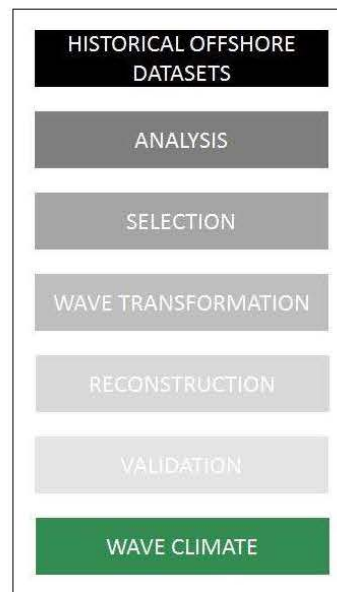 HISTORICAL OFFSHORE
DATASETS
ANALYSIS
SELECTION
WAVE TRANSFORMATION
RECONSTRUCTION
VALIDATION
WAVE CLIMATE